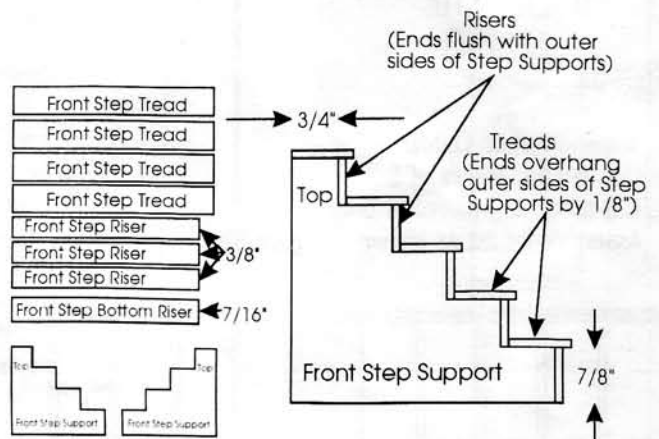 Risers
(Ends flush with outer
sides of Step Supports)
Front Step Tread
Front Step Tread
Front Step Tread
Front Step Tread
3/4"
Treads
(Ends overhang
outer sides of Step
Supports by 1/8")
Top
Front Step Riser
Front Step Riser
Front Step Riser
3/8"
Front Step Bottom Riser
7/16"
Top
Top
Front Step Support
Front Step Support
Front Step Support
7/8"